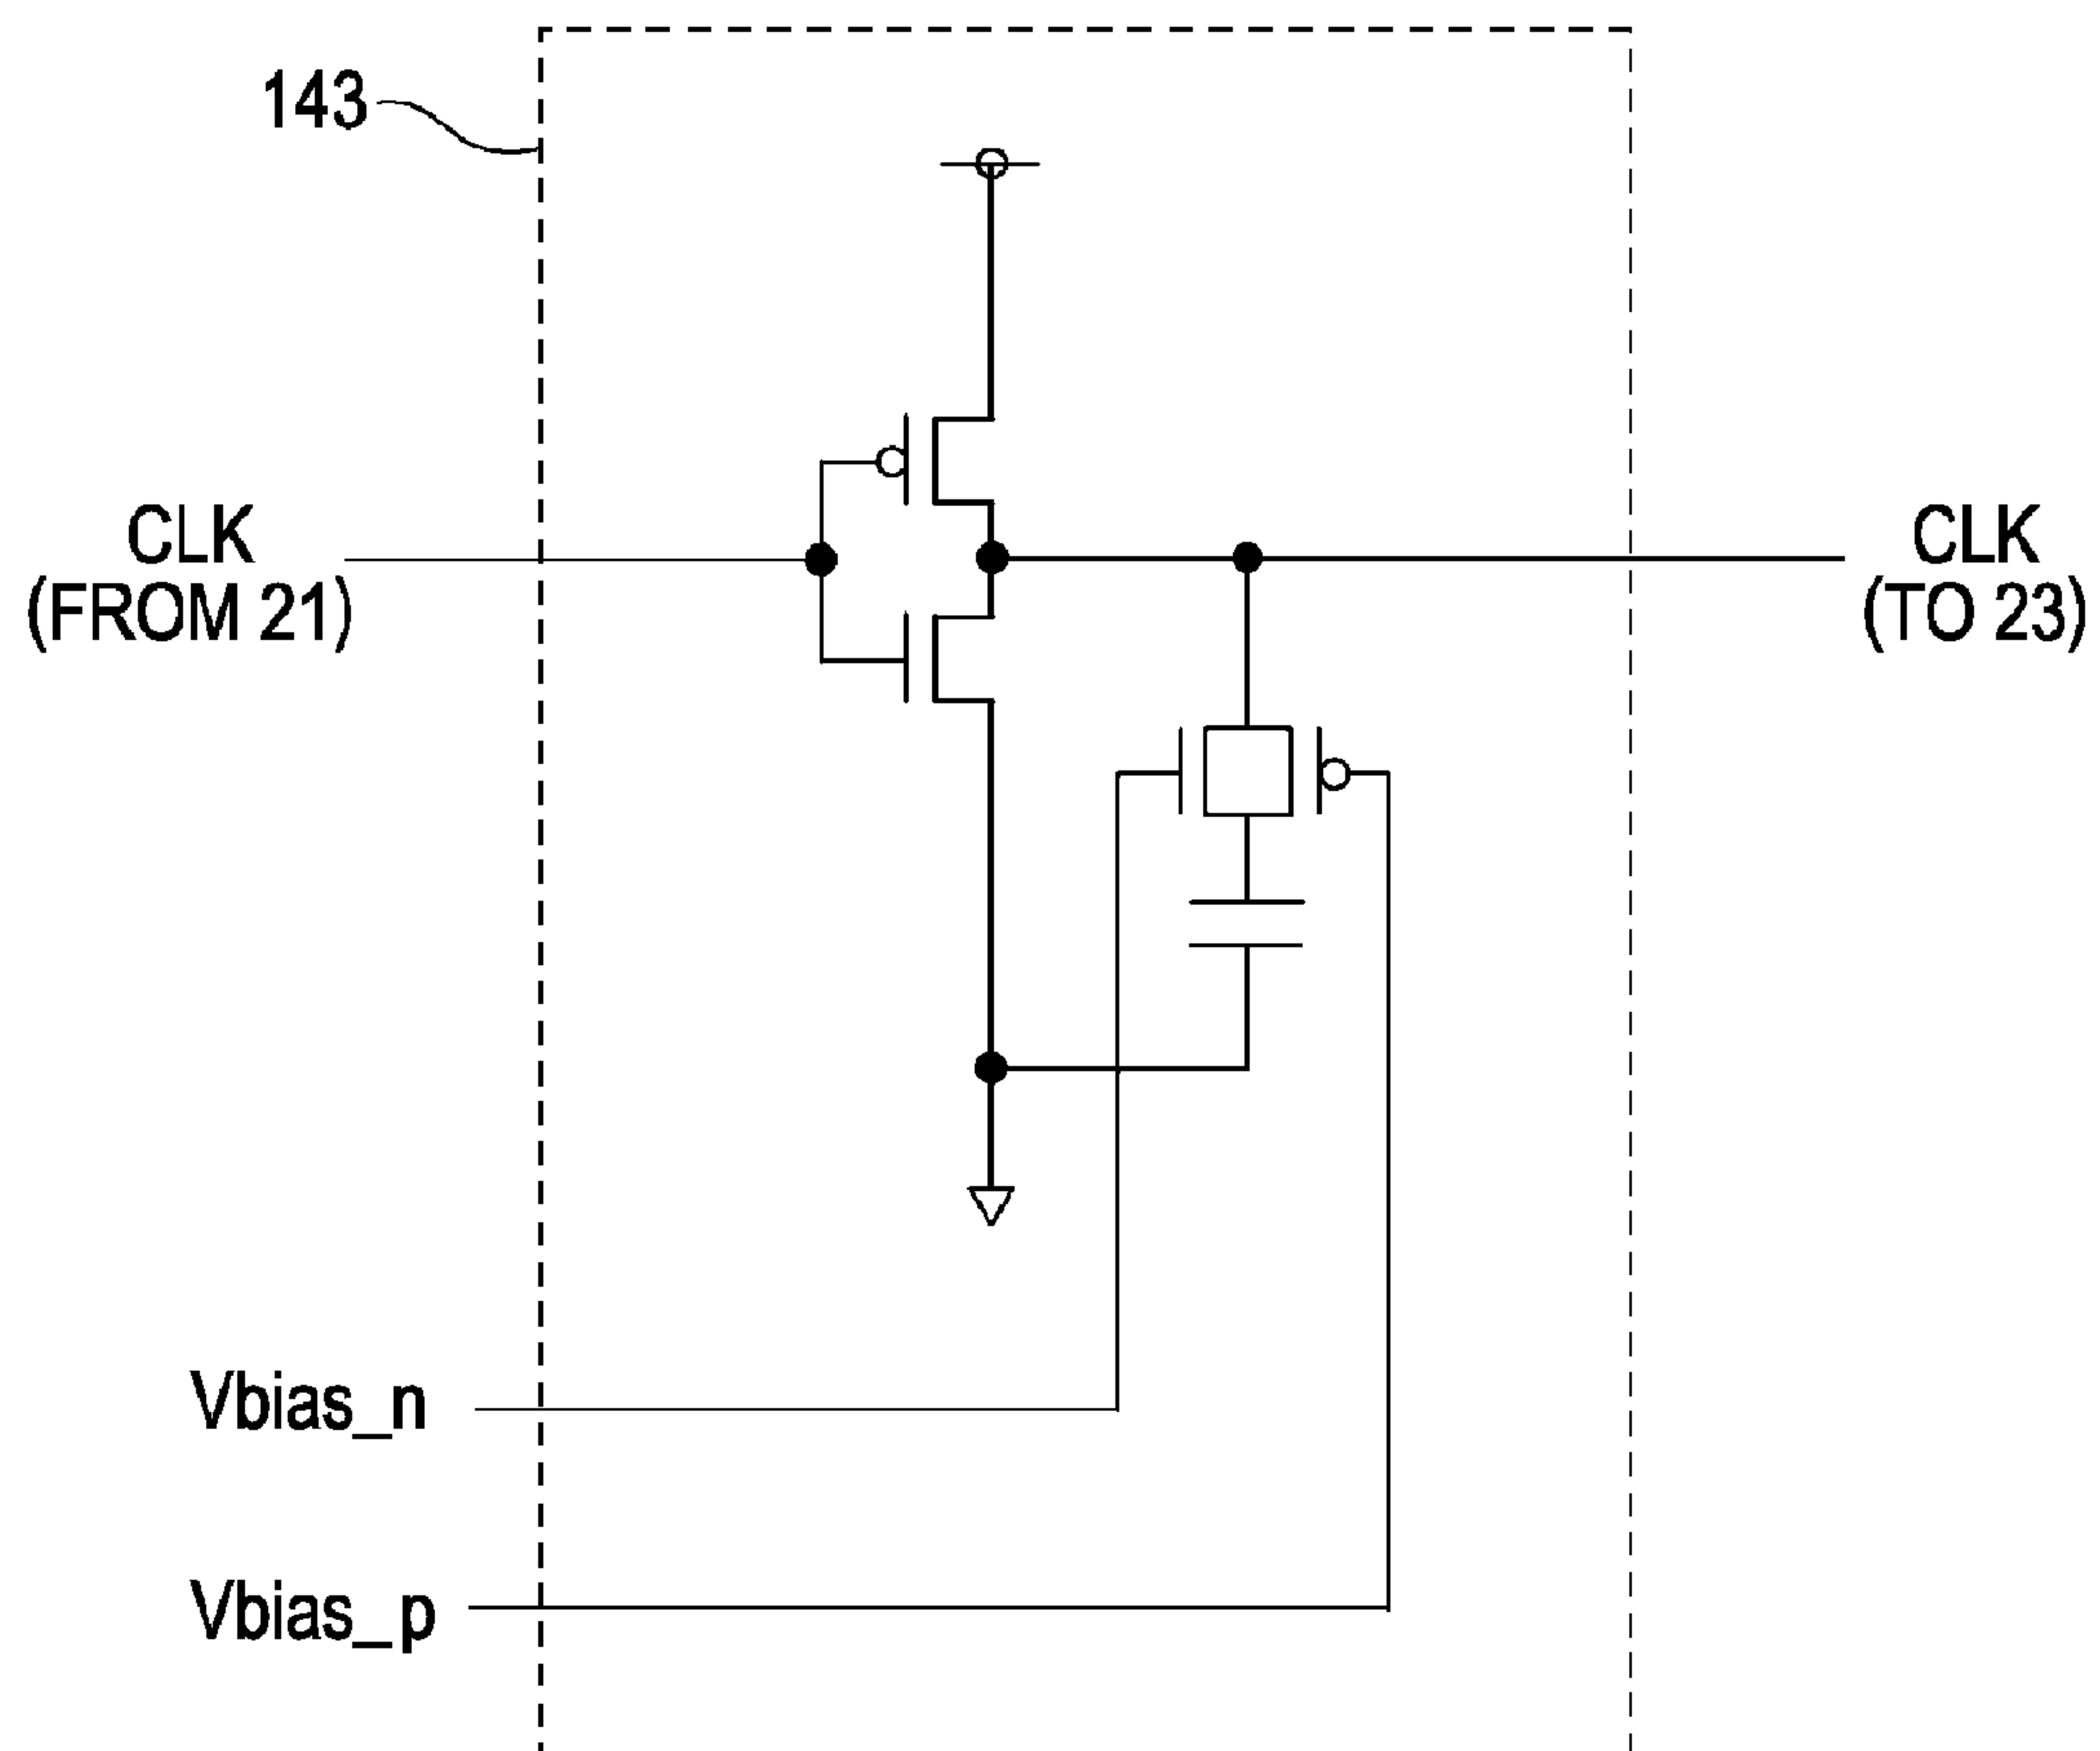 143
CLK
(FROM 21)
CLK
(TO 23)
Vbias_n
Vbias_p